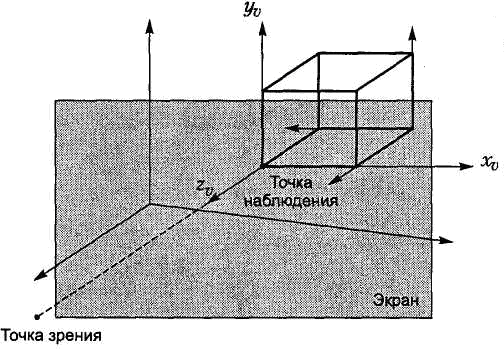 y_v
x_v
z_v
Точка
наблюдения
Экран
Точка зрения